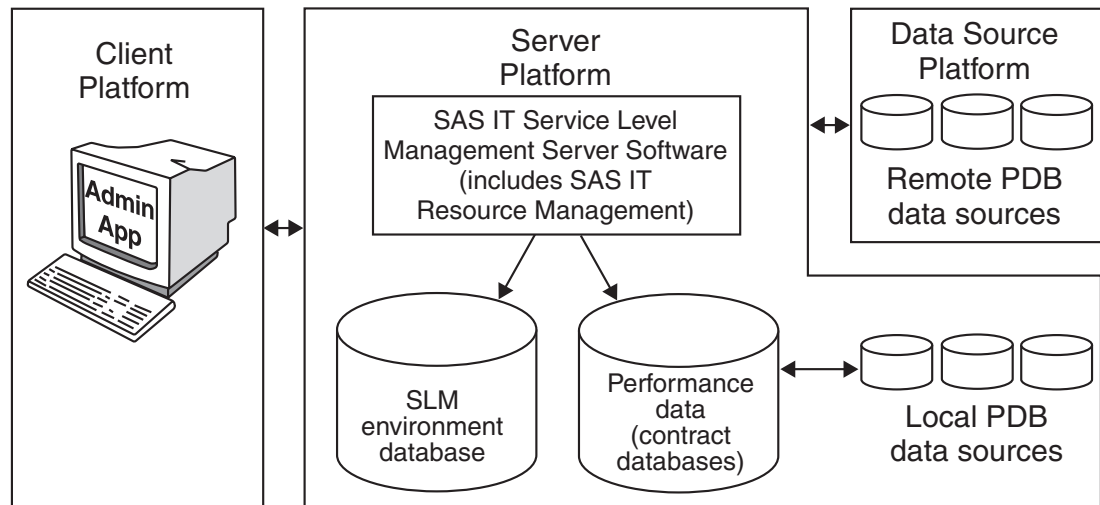 Client
Platform
Admin
App
Server
Platform
SAS IT Service Level
Management Server Software
(includes SAS IT
Resource Management)
SLM
environment
database
Performance
data
(contract
databases)
Data Source
Platform
Remote PDB
data sources
Local PDB
data sources